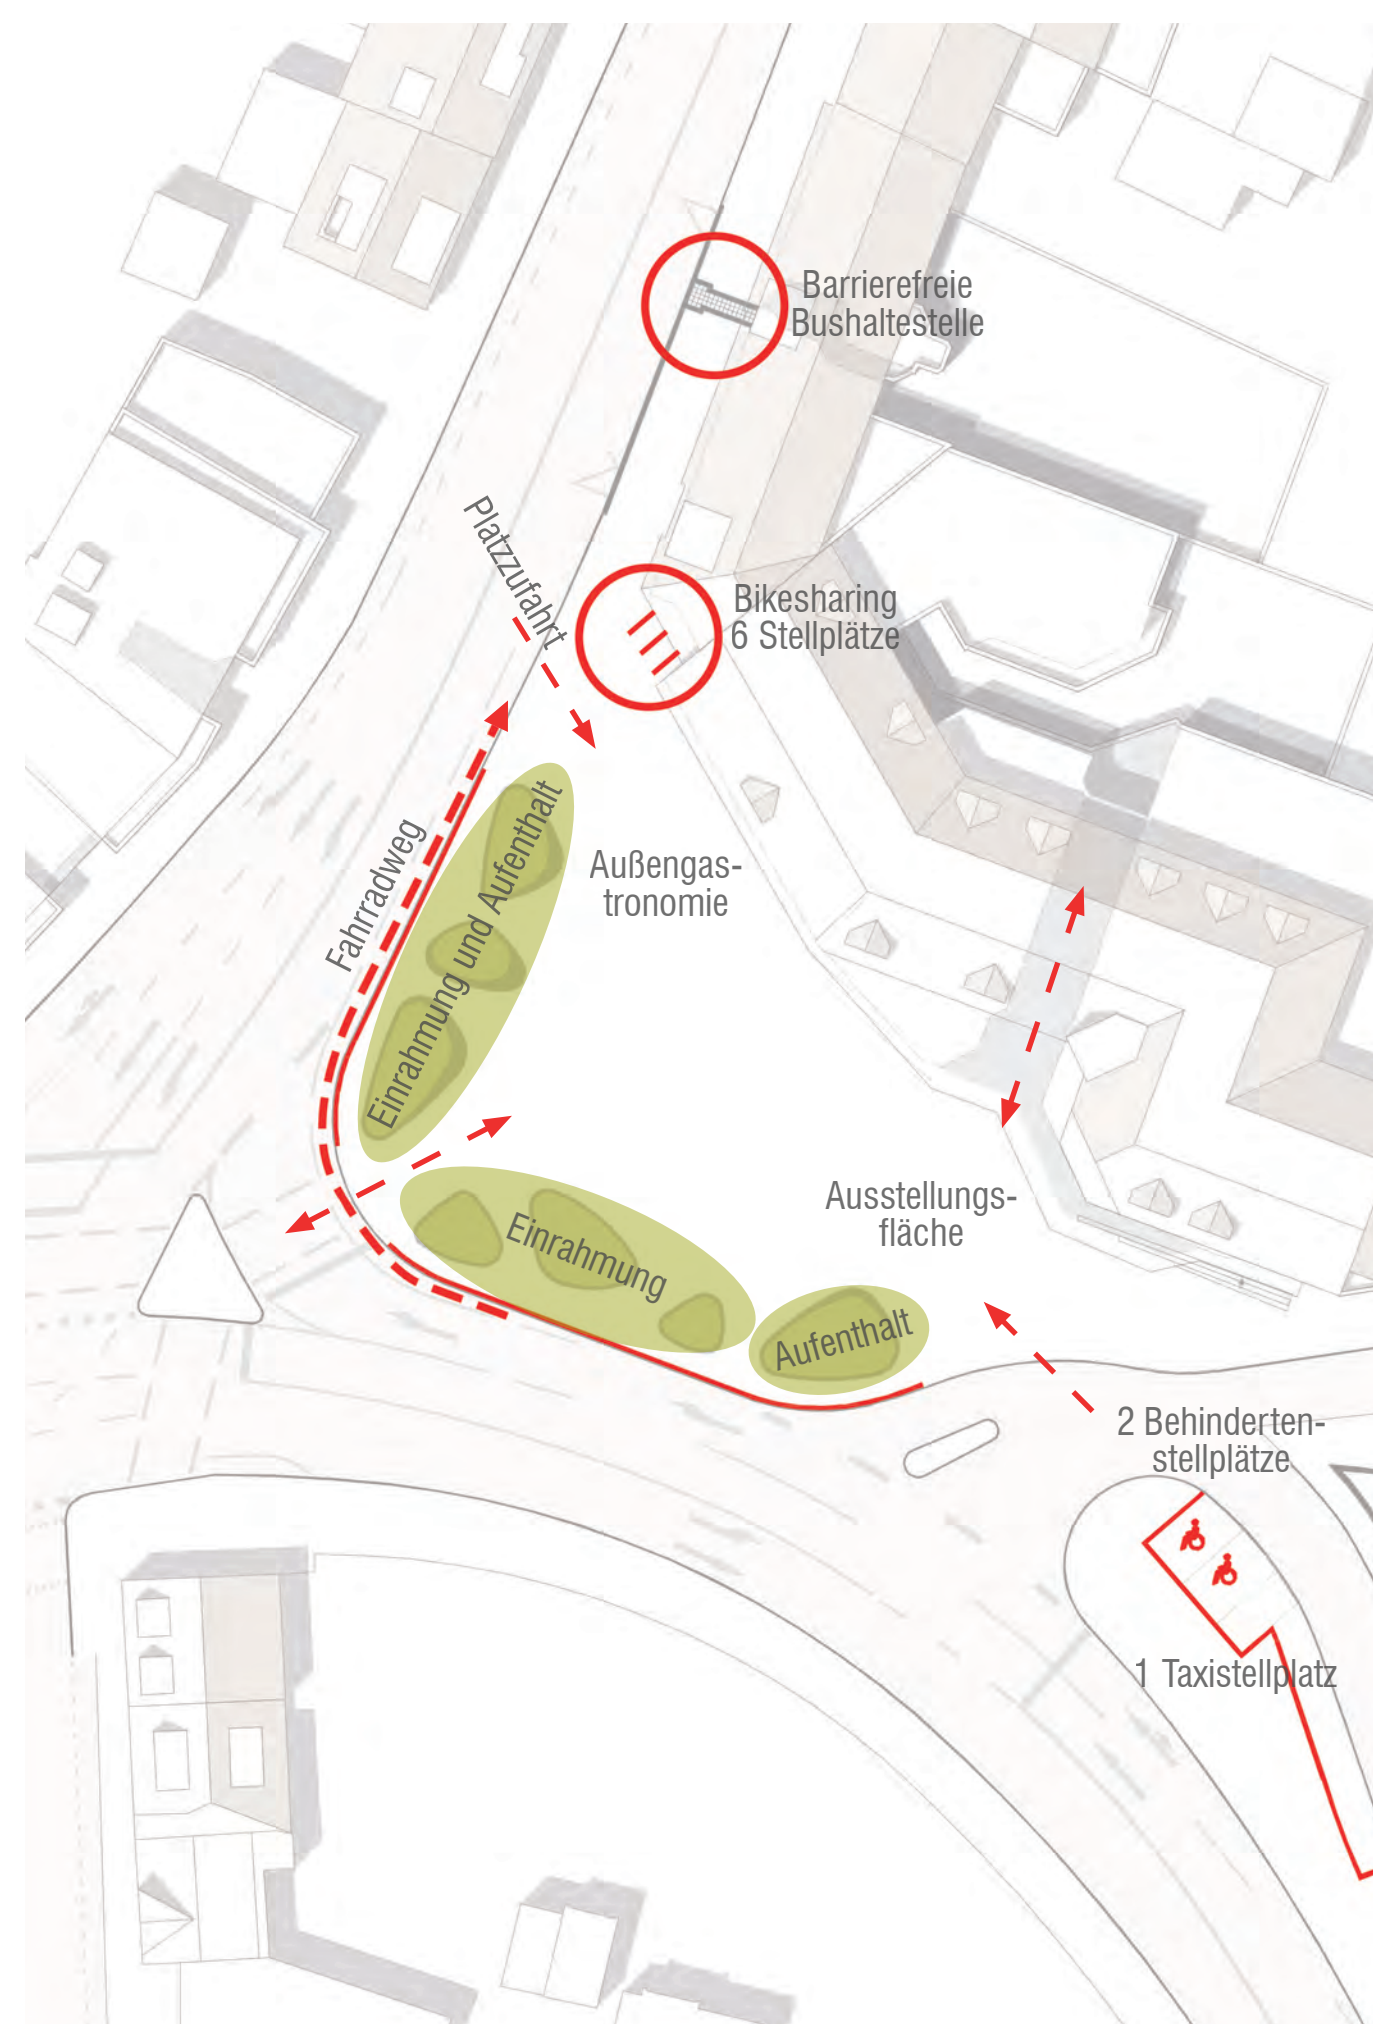 Barrierefreie
Bushaltestelle
Platzzufahrt
Bikesharing
6 Stellplätze
Fahrradweg
Einrahmung und Aufenthalt
Außengas-
tronomie
Ausstellungs-
fläche
Einrahmung
Aufenthalt
2 Behinderten-
stellplätze
1 Taxistellplatz